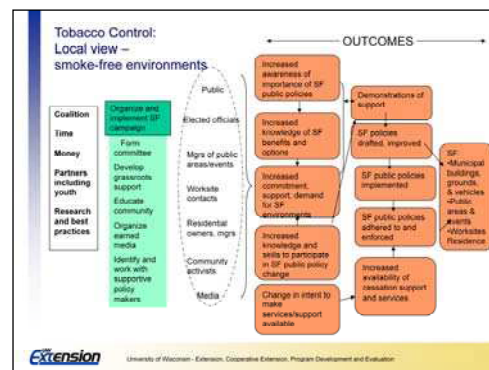 Tobacco Control:
Local view –
smoke-free environments
OUTCOMES
Coalition
Time
Money
Partners
including
youth
Research
and best
practices
Organize and
implement SF
campaign
Form
committee
Develop
grassroots
support
Educate
community
Organize
earned
media
Identify and
work with
supportive
policy
makers
Public
Elected officials
Mgrs of public
areas/events
Worksite
contacts
Residential
owners, mgrs
Community
activists
Media
Increased
awareness of
importance of SF
public policies
Increased
knowledge of SF
benefits and
options
Increased
commitment,
support, demand
for SF
environments
Increased
knowledge and
skills to participate
in SF public policy
change
Change in intent to
make
services/support
available
Demonstrations of
support
SF policies
drafted, improved
SF public policies
implemented
SF public policies
adhered to and
enforced
Increased
availability of
cessation support
and services
SF:
•Municipal
buildings,
grounds, &
vehicles
•Public
areas &
events
•Worksites
Residence
Extension
University of Wisconsin - Extension, Cooperative Extension, Program Development and Evaluation